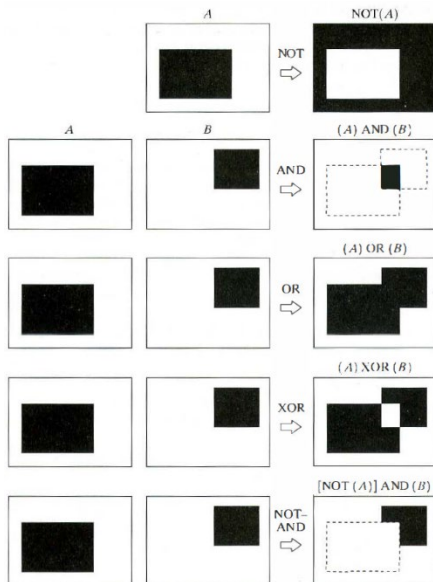 A NOT(A)
NOT
A B (A) AND (B)
AND
(A) OR (B)
OR
(A) XOR (B)
XOR
[NOT (A)] AND (B)
NOT-
AND